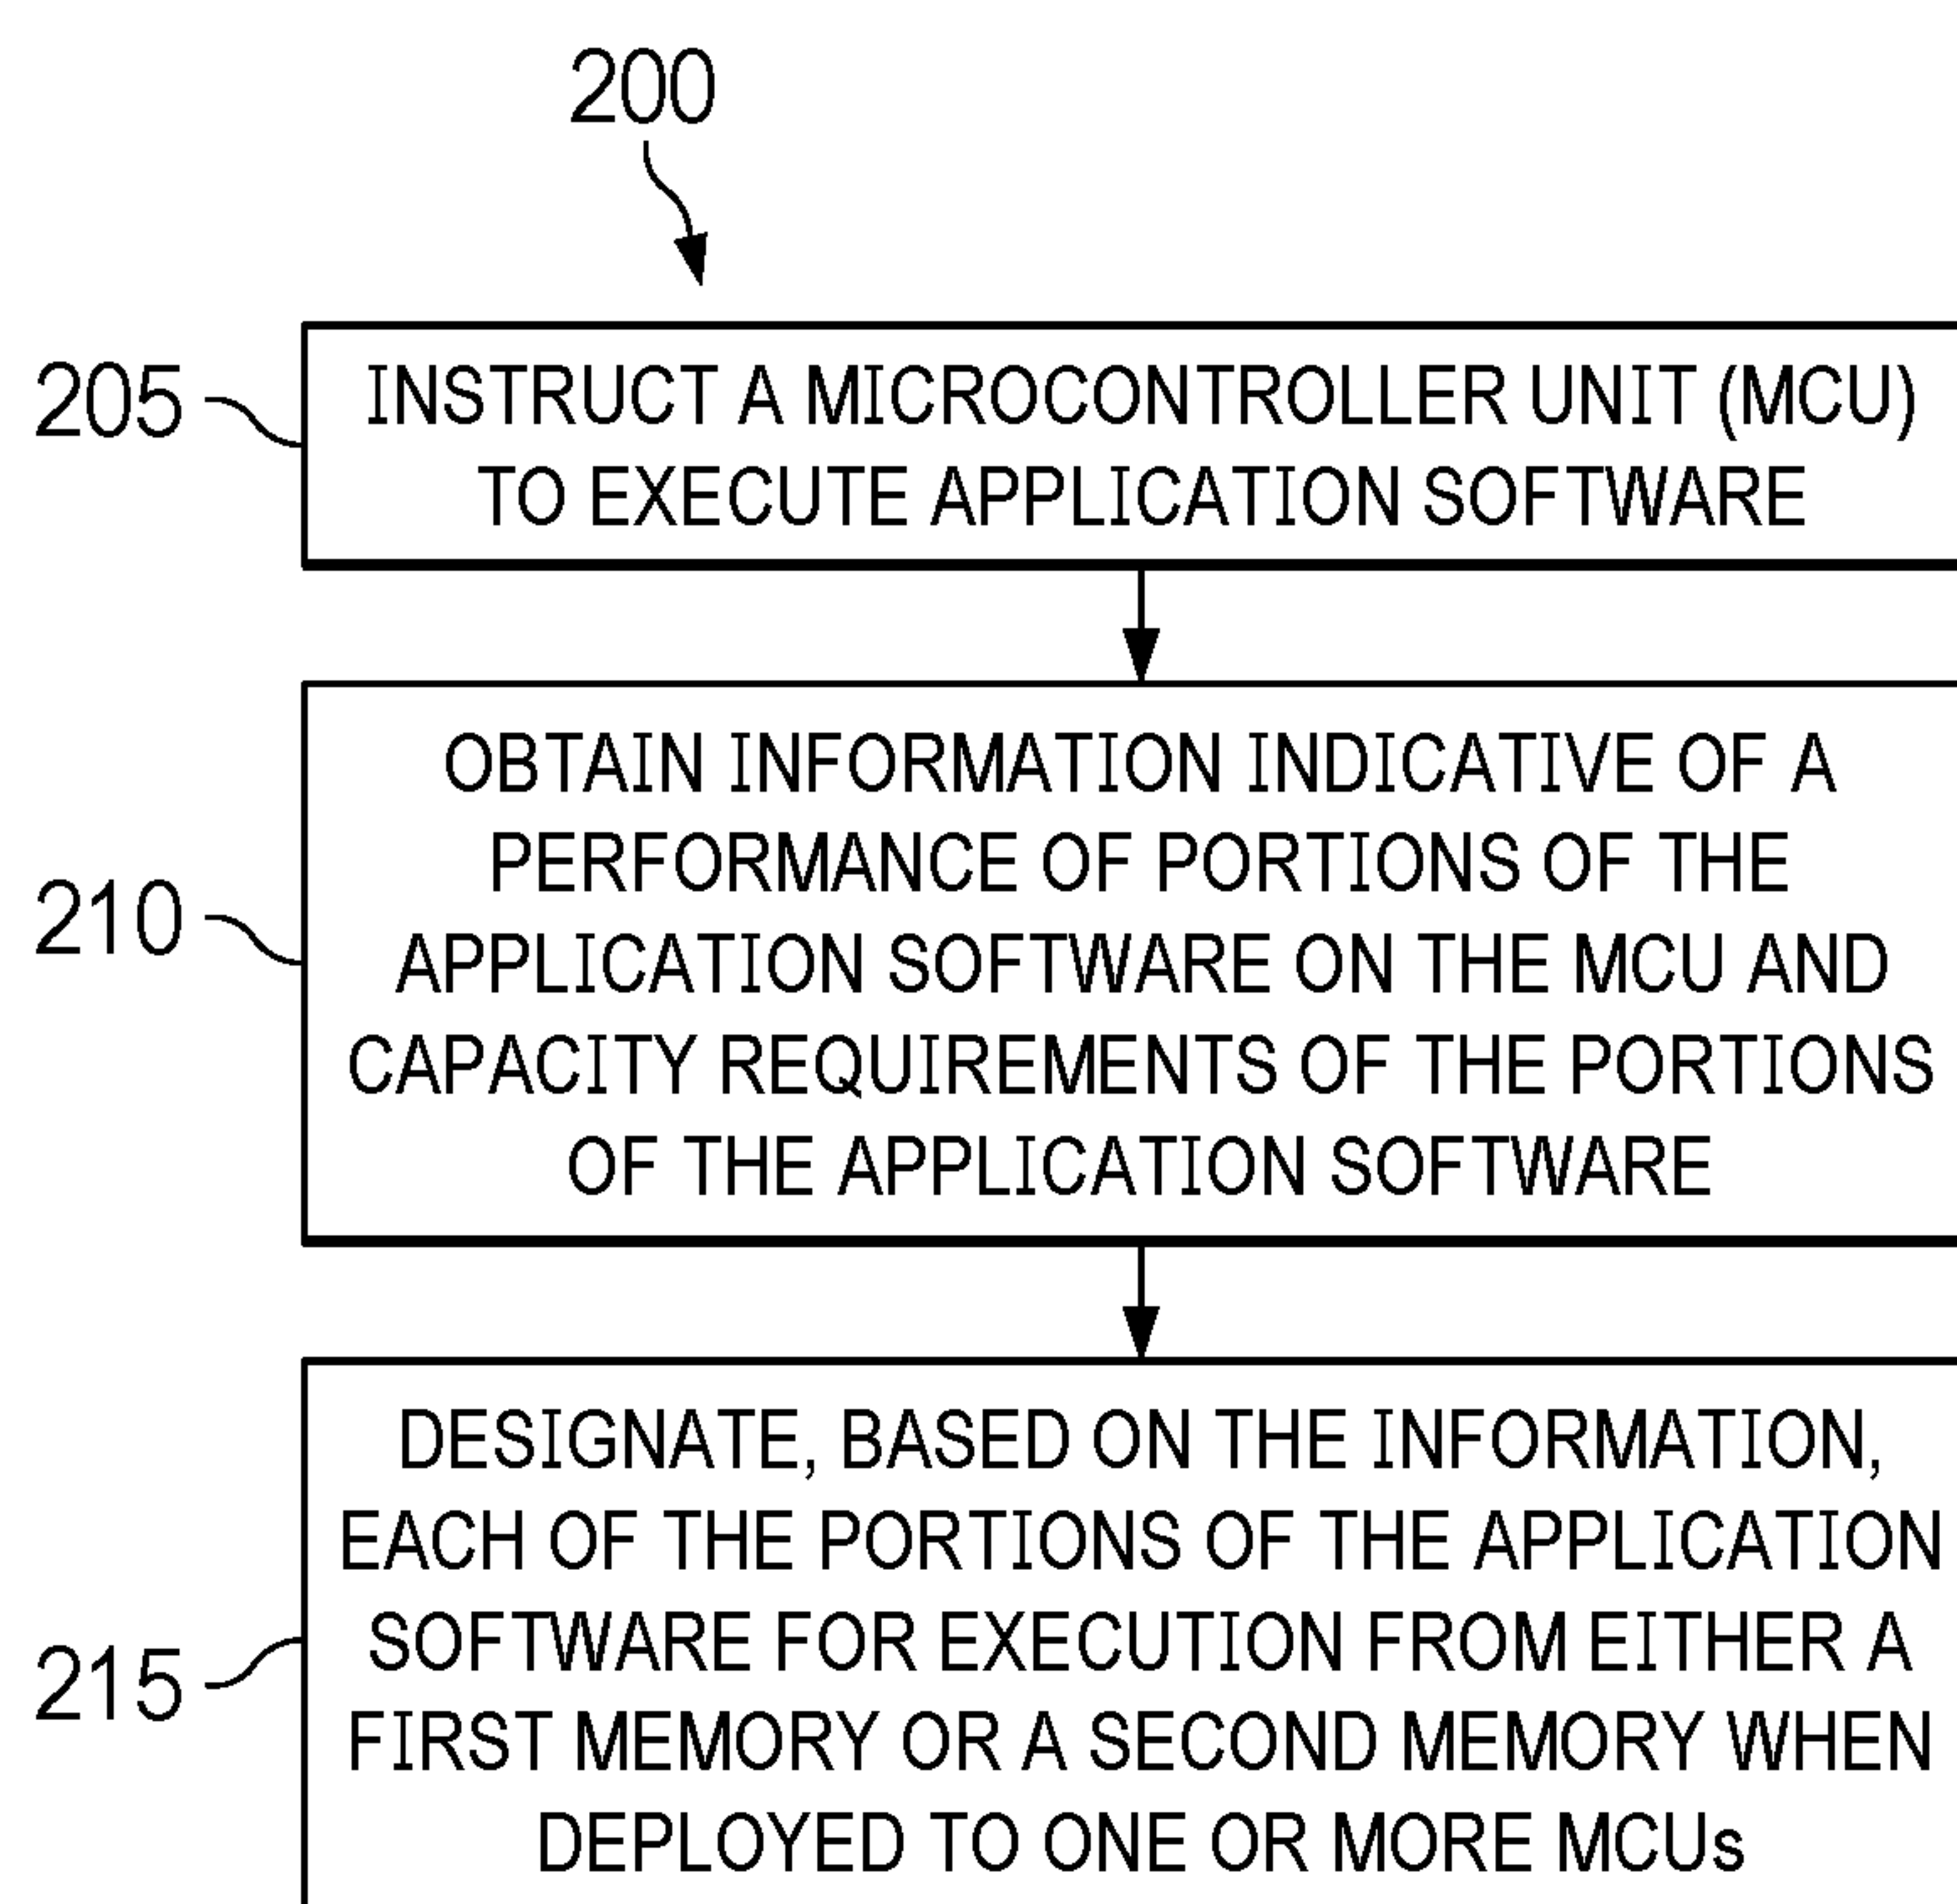 200
205
INSTRUCT A MICROCONTROLLER UNIT (MCU)
TO EXECUTE APPLICATION SOFTWARE
210
OBTAIN INFORMATION INDICATIVE OF A
PERFORMANCE OF PORTIONS OF THE
APPLICATION SOFTWARE ON THE MCU AND
CAPACITY REQUIREMENTS OF THE PORTIONS
OF THE APPLICATION SOFTWARE
215
DESIGNATE, BASED ON THE INFORMATION,
EACH OF THE PORTIONS OF THE APPLICATION
SOFTWARE FOR EXECUTION FROM EITHER A
FIRST MEMORY OR A SECOND MEMORY WHEN
DEPLOYED TO ONE OR MORE MCUs